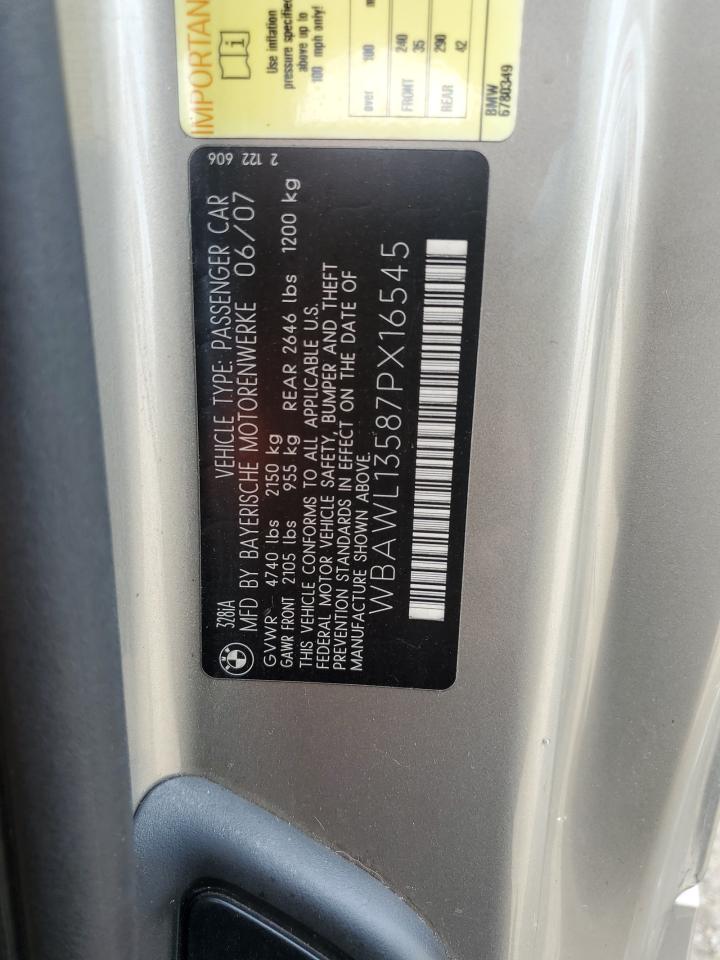 328iA
VEHICLE TYPE: PASSENGER CAR
2 122 606
MFD BY BAYERISCHE MOTORENWERKE 06/07
GVWR 4740 lbs 2150 kg
GAWR FRONT 2105 lbs 955 kg REAR 2646 lbs 1200 kg
THIS VEHICLE CONFORMS TO ALL APPLICABLE U.S.
FEDERAL MOTOR VEHICLE SAFETY, BUMPER AND THEFT
PREVENTION STANDARDS IN EFFECT ON THE DATE OF
MANUFACTURE SHOWN ABOVE.
WBAWL13587PX16545
IMPORTAN
Use inflation
pressure specified
above up to
100 mph only!
over 100
FRONT 240
35
REAR 290
42
BMW
6780349